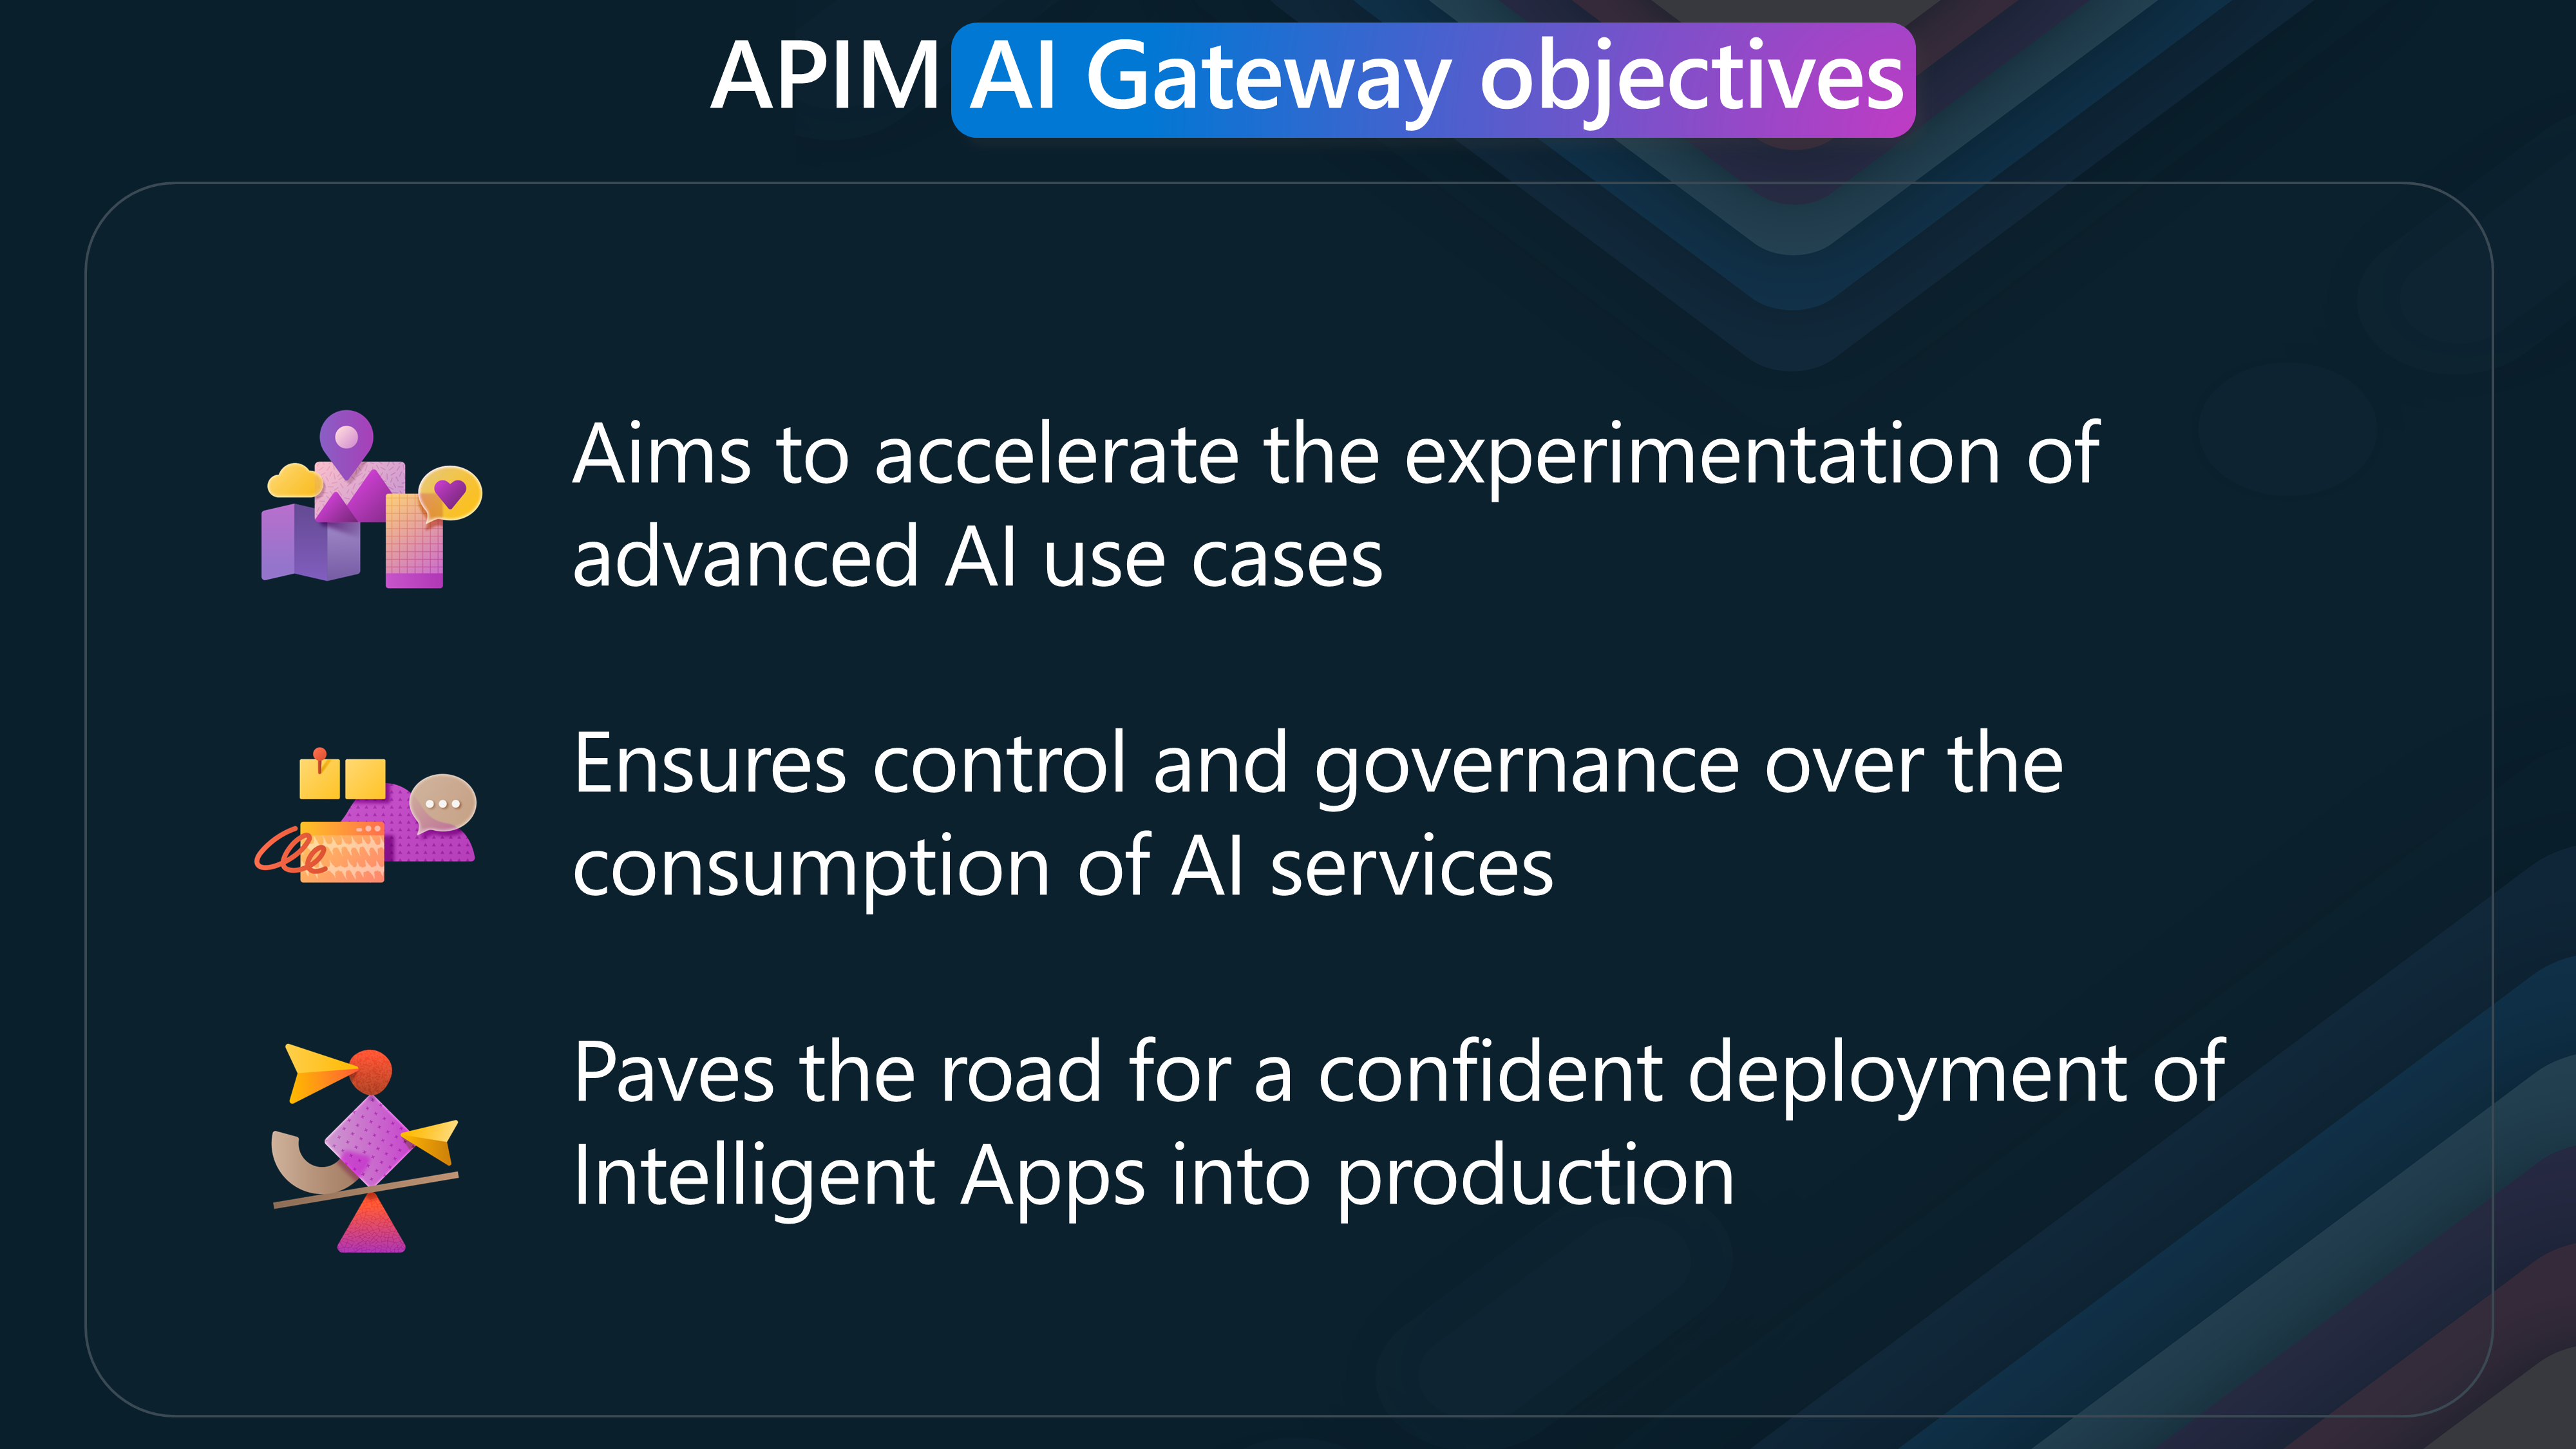 APIM AI Gateway objectives
Aims to accelerate the experimentation of
advanced AI use cases
Ensures control and governance over the
consumption of AI services
Paves the road for a confident deployment of
Intelligent Apps into production